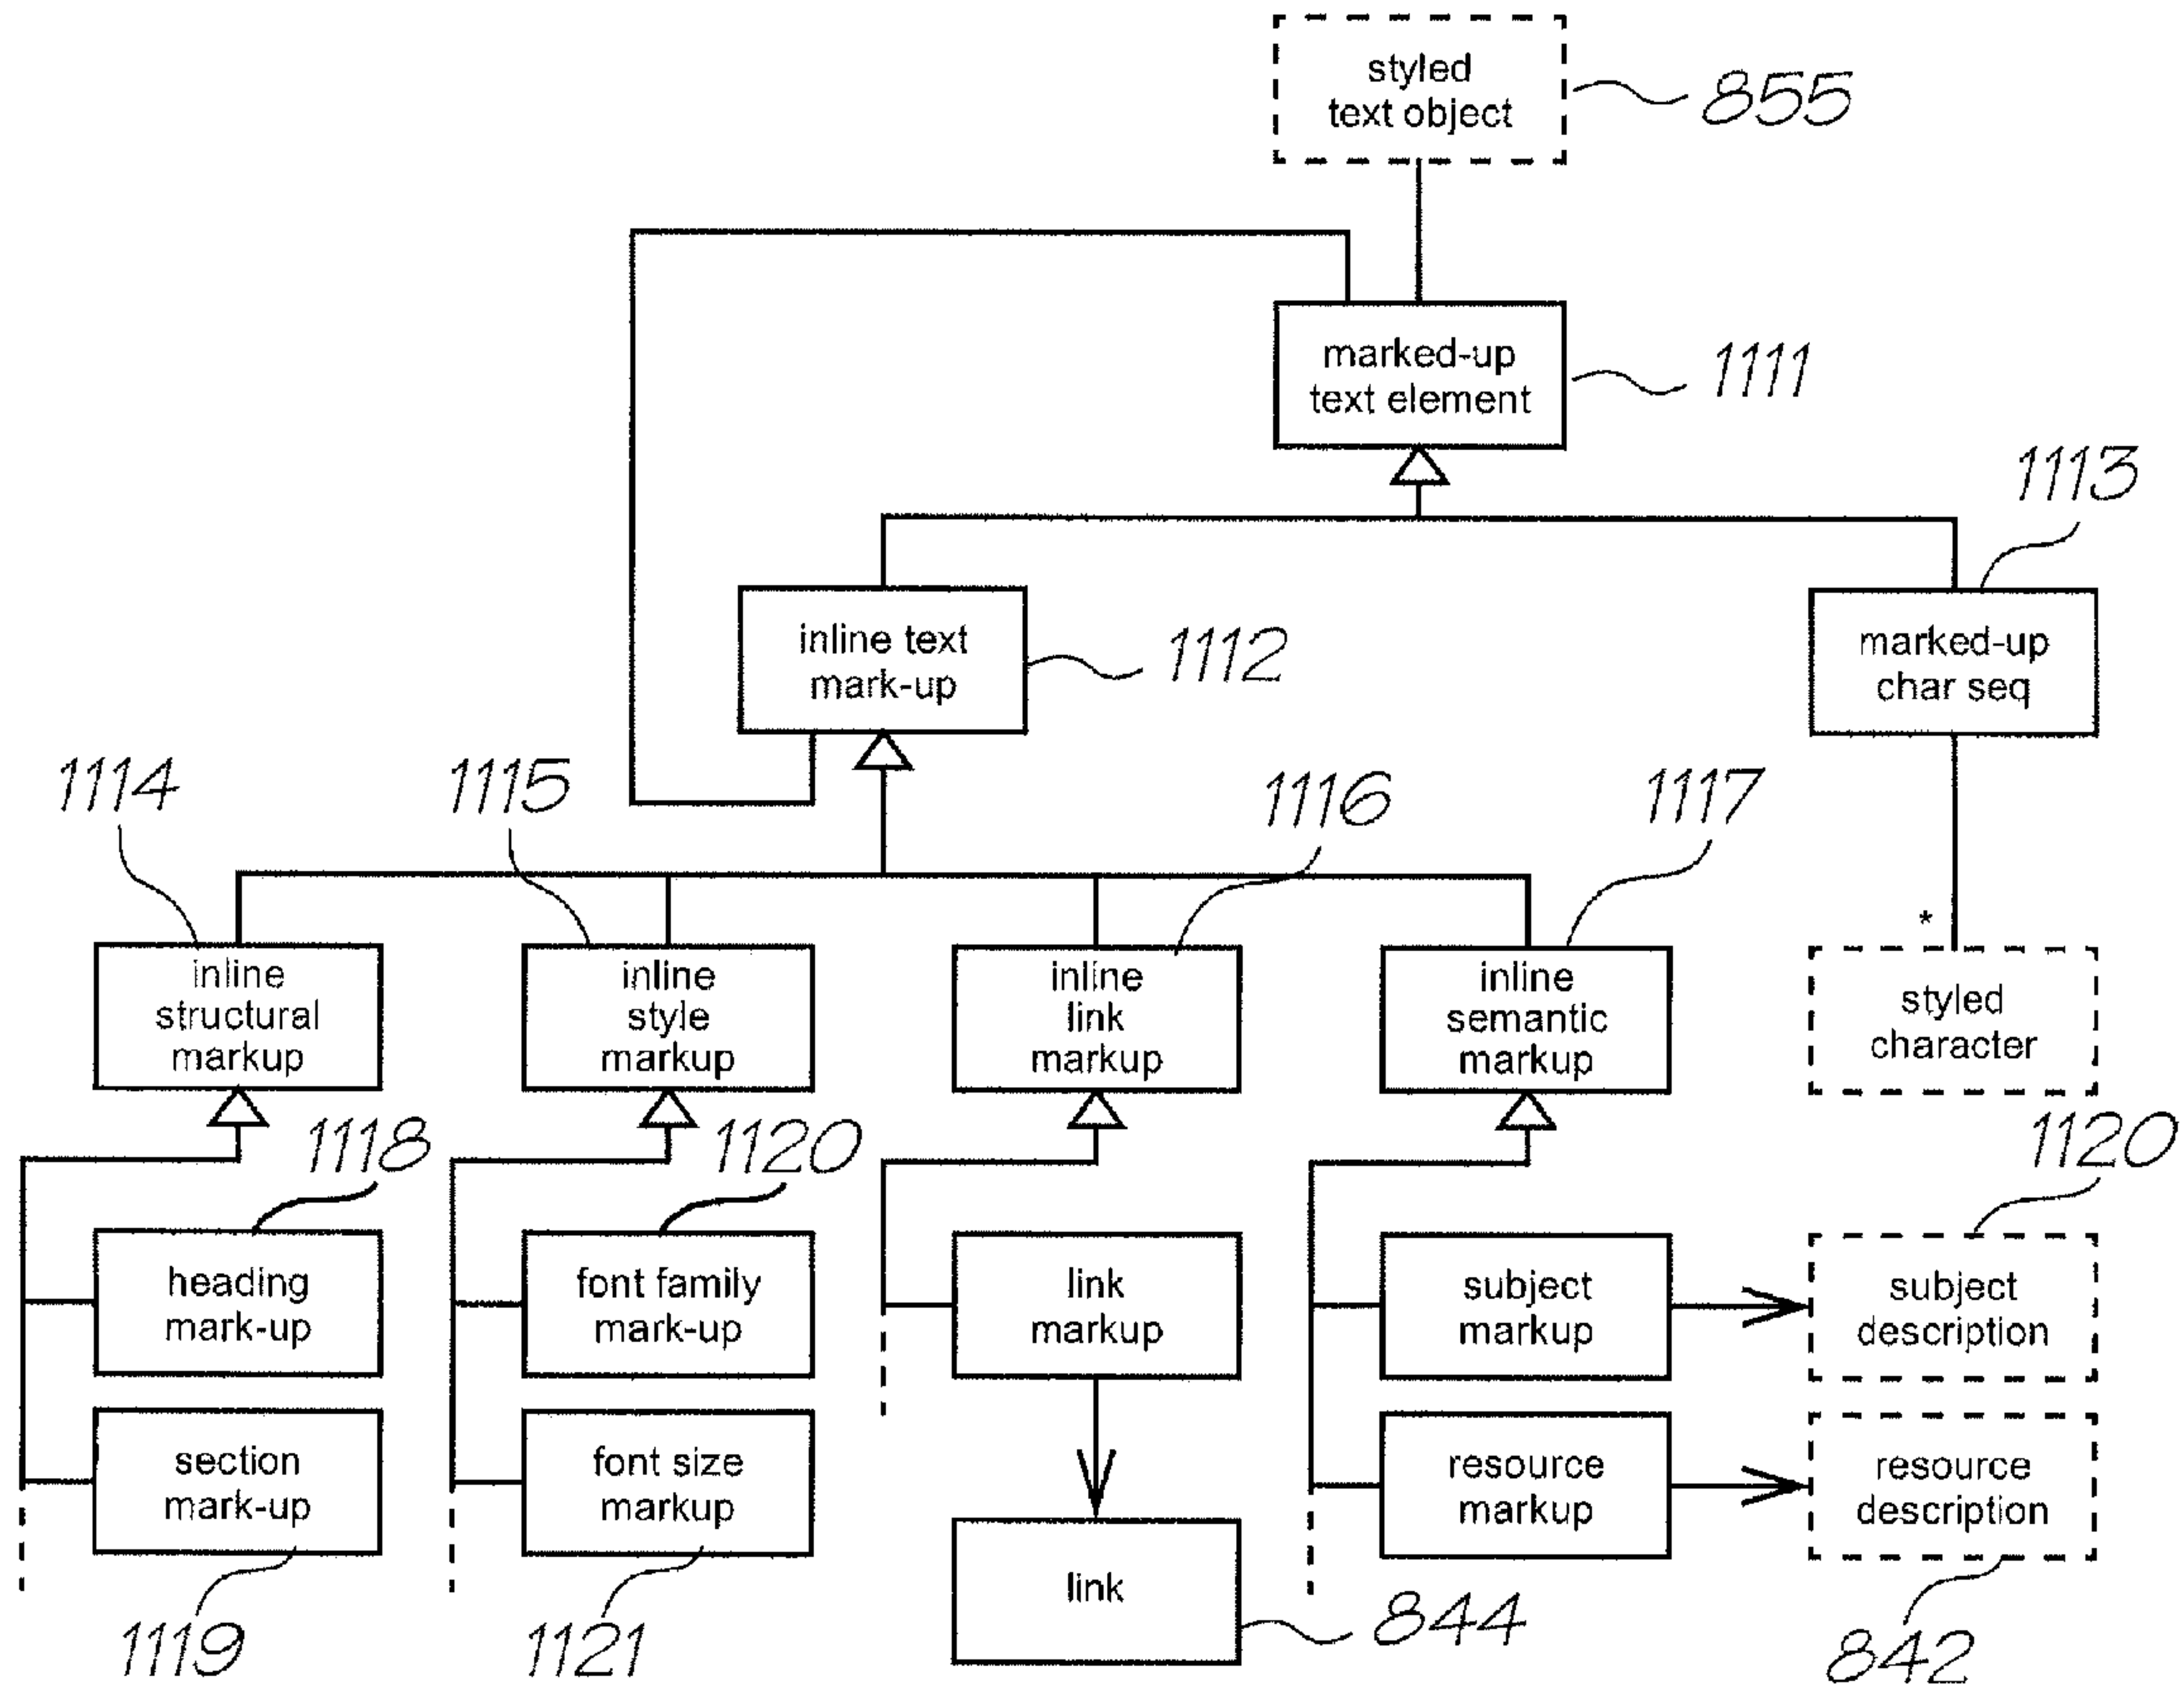 styled
text object
855
marked-up
text element
1111
1113
inline text
mark-up
1112
marked-up
char seq
1114
1115
1116
1117
*
inline
structural
markup
inline
style
markup
inline
link
markup
inline
semantic
markup
styled
character
1118
1120
1120
heading
mark-up
font family
mark-up
link
markup
subject
markup
subject
description
section
mark-up
font size
markup
resource
markup
resource
description
link
1119
1121
844
842